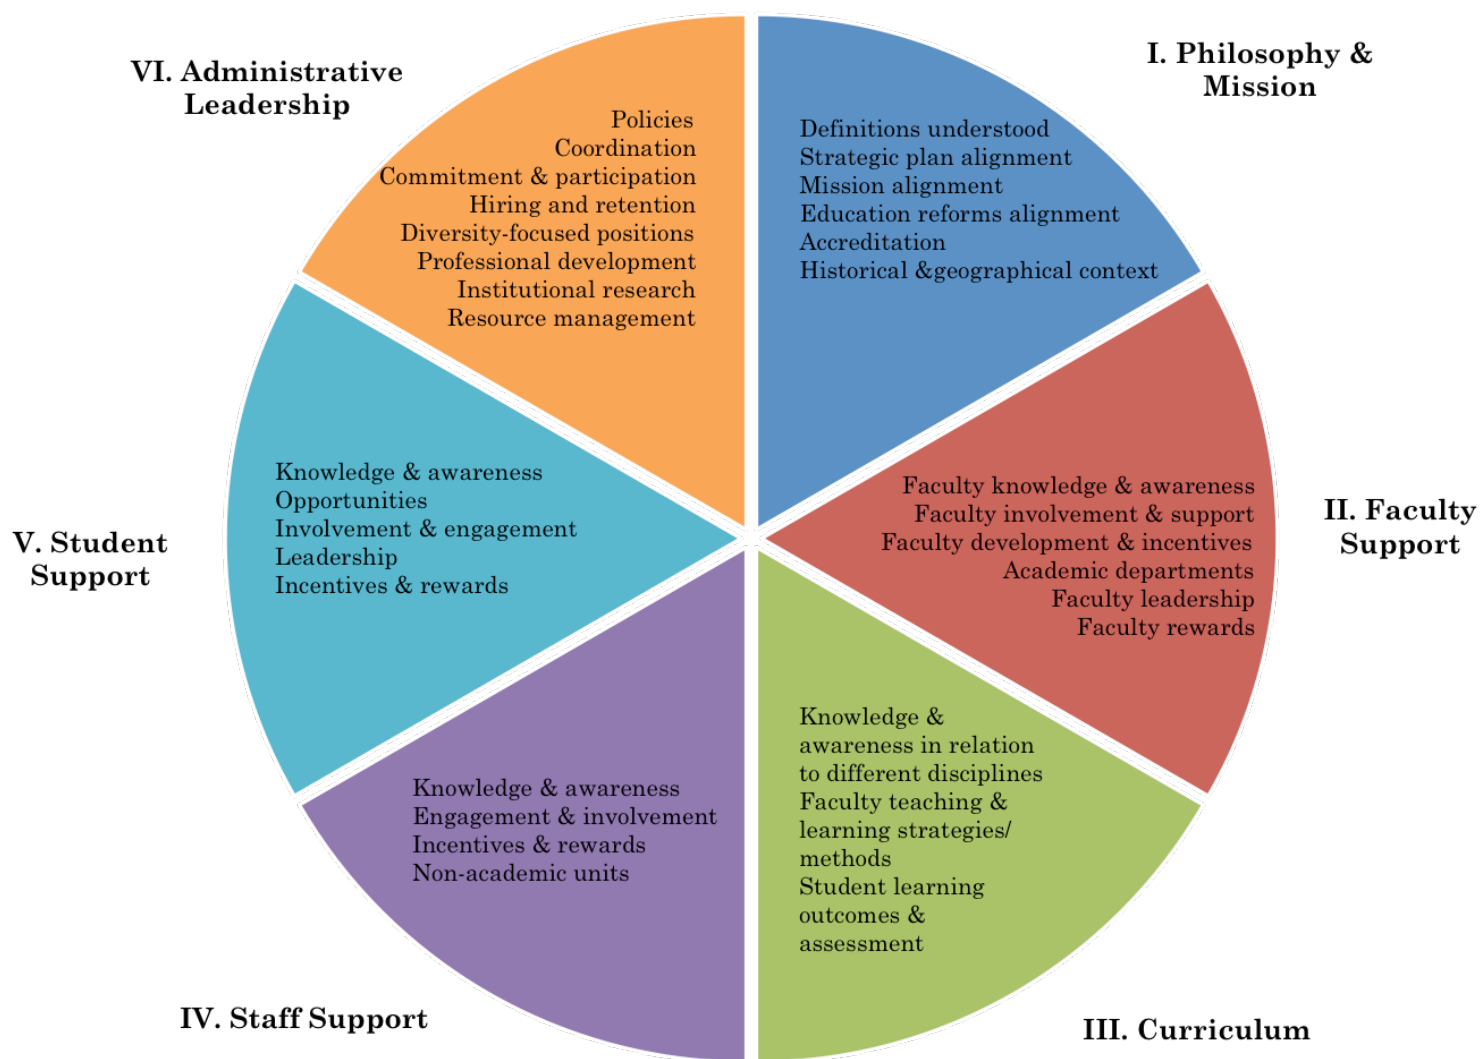 I. Philosophy &
Mission
Definitions understood
Strategic plan alignment
Mission alignment
Education reforms alignment
Accreditation
Historical &geographical context
II. Faculty
Support
Faculty knowledge & awareness
Faculty involvement & support
Faculty development & incentives
Academic departments
Faculty leadership
Faculty rewards
III. Curriculum
Knowledge &
awareness in relation
to different disciplines
Faculty teaching &
learning strategies/
methods
Student learning
outcomes &
assessment
IV. Staff Support
Knowledge & awareness
Engagement & involvement
Incentives & rewards
Non-academic units
V. Student
Support
Knowledge & awareness
Opportunities
Involvement & engagement
Leadership
Incentives & rewards
VI. Administrative
Leadership
Policies
Coordination
Commitment & participation
Hiring and retention
Diversity-focused positions
Professional development
Institutional research
Resource management